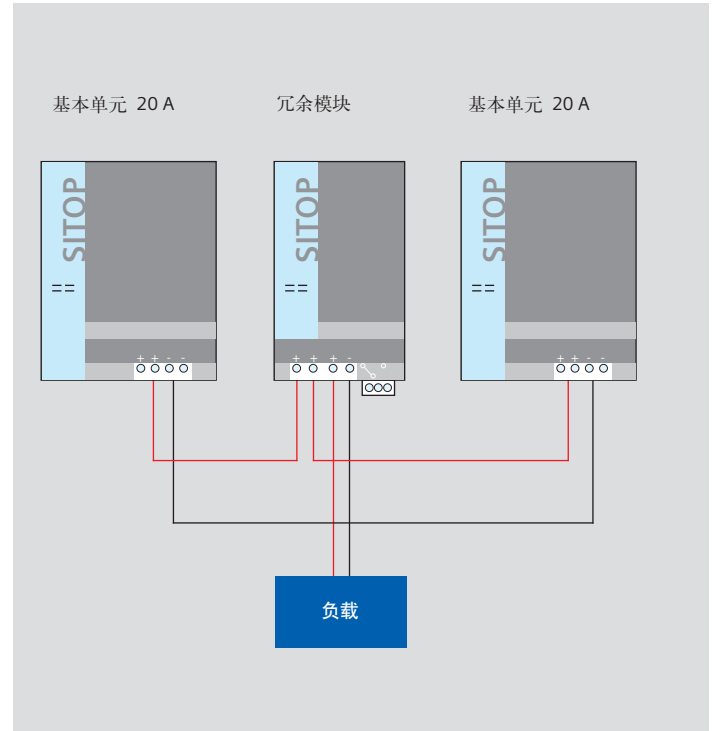 基本单元 20 A
冗余模块
基本单元 20 A
SITOP
SITOP
SITOP
==
==
==
+ + - -
+ + + -
+ + - -
负载